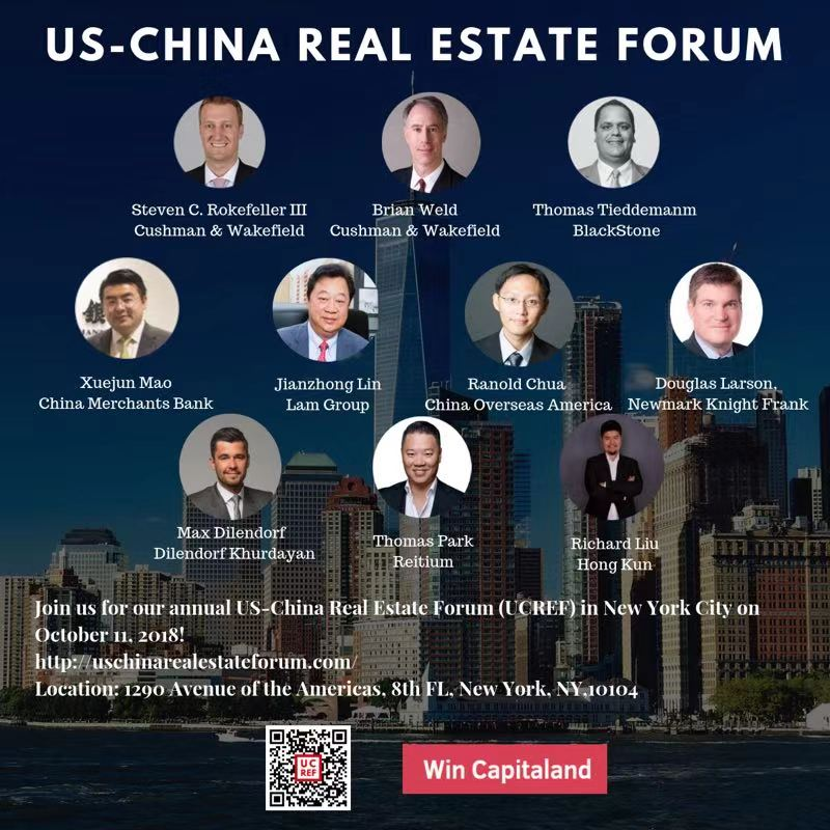 US-CHINA REAL ESTATE FORUM
Steven C. Rokefeller III
Cushman & Wakefield
Brian Weld
Cushman & Wakefield
Thomas Tieddemanm
BlackStone
銀
Xuejun Mao
China Merchants Bank
Jianzhong Lin
Lam Group
Ranold Chua
China Overseas America
Douglas Larson,
Newmark Knight Frank
Max Dilendorf
Dilendorf Khurdayan
Thomas Park
Reitium
Richard Liu
Hong Kun
Join us for our annual US-China Real Estate Forum (UCREF) in New York City on
October 11, 2018!
http://uschinarealestateforum.com/
Location: 1290 Avenue of the Americas, 8th FL, New York, NY,10104
UC
REF
Win Capitaland